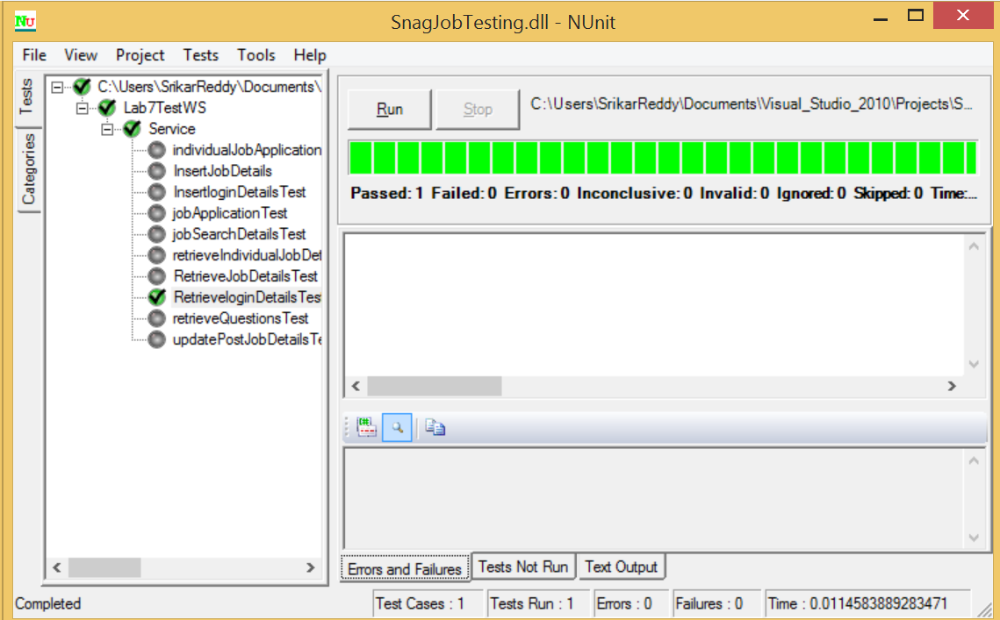 NU
SnagJobTesting.dll - NUnit
File View Project Tests Tools Help
Tests
Categories
C:\Users\SrikarReddy\Documents\
Lab7TestWS
Service
individualJobApplication
InsertJobDetails
InsertloginDetailsTest
jobApplicationTest
jobSearchDetailsTest
retrieveIndividualJobDet
RetrieveJobDetailsTest
RetrieveloginDetailsTest
retrieveQuestionsTest
updatePostJobDetailsTe
Run Stop C:\Users\SrikarReddy\Documents\Visual_Studio_2010\Projects\S...
Passed: 1 Failed: 0 Errors: 0 Inconclusive: 0 Invalid: 0 Ignored: 0 Skipped: 0 Time:...
Errors and Failures Tests Not Run Text Output
Completed Test Cases : 1 Tests Run : 1 Errors : 0 Failures : 0 Time : 0.0114583889283471